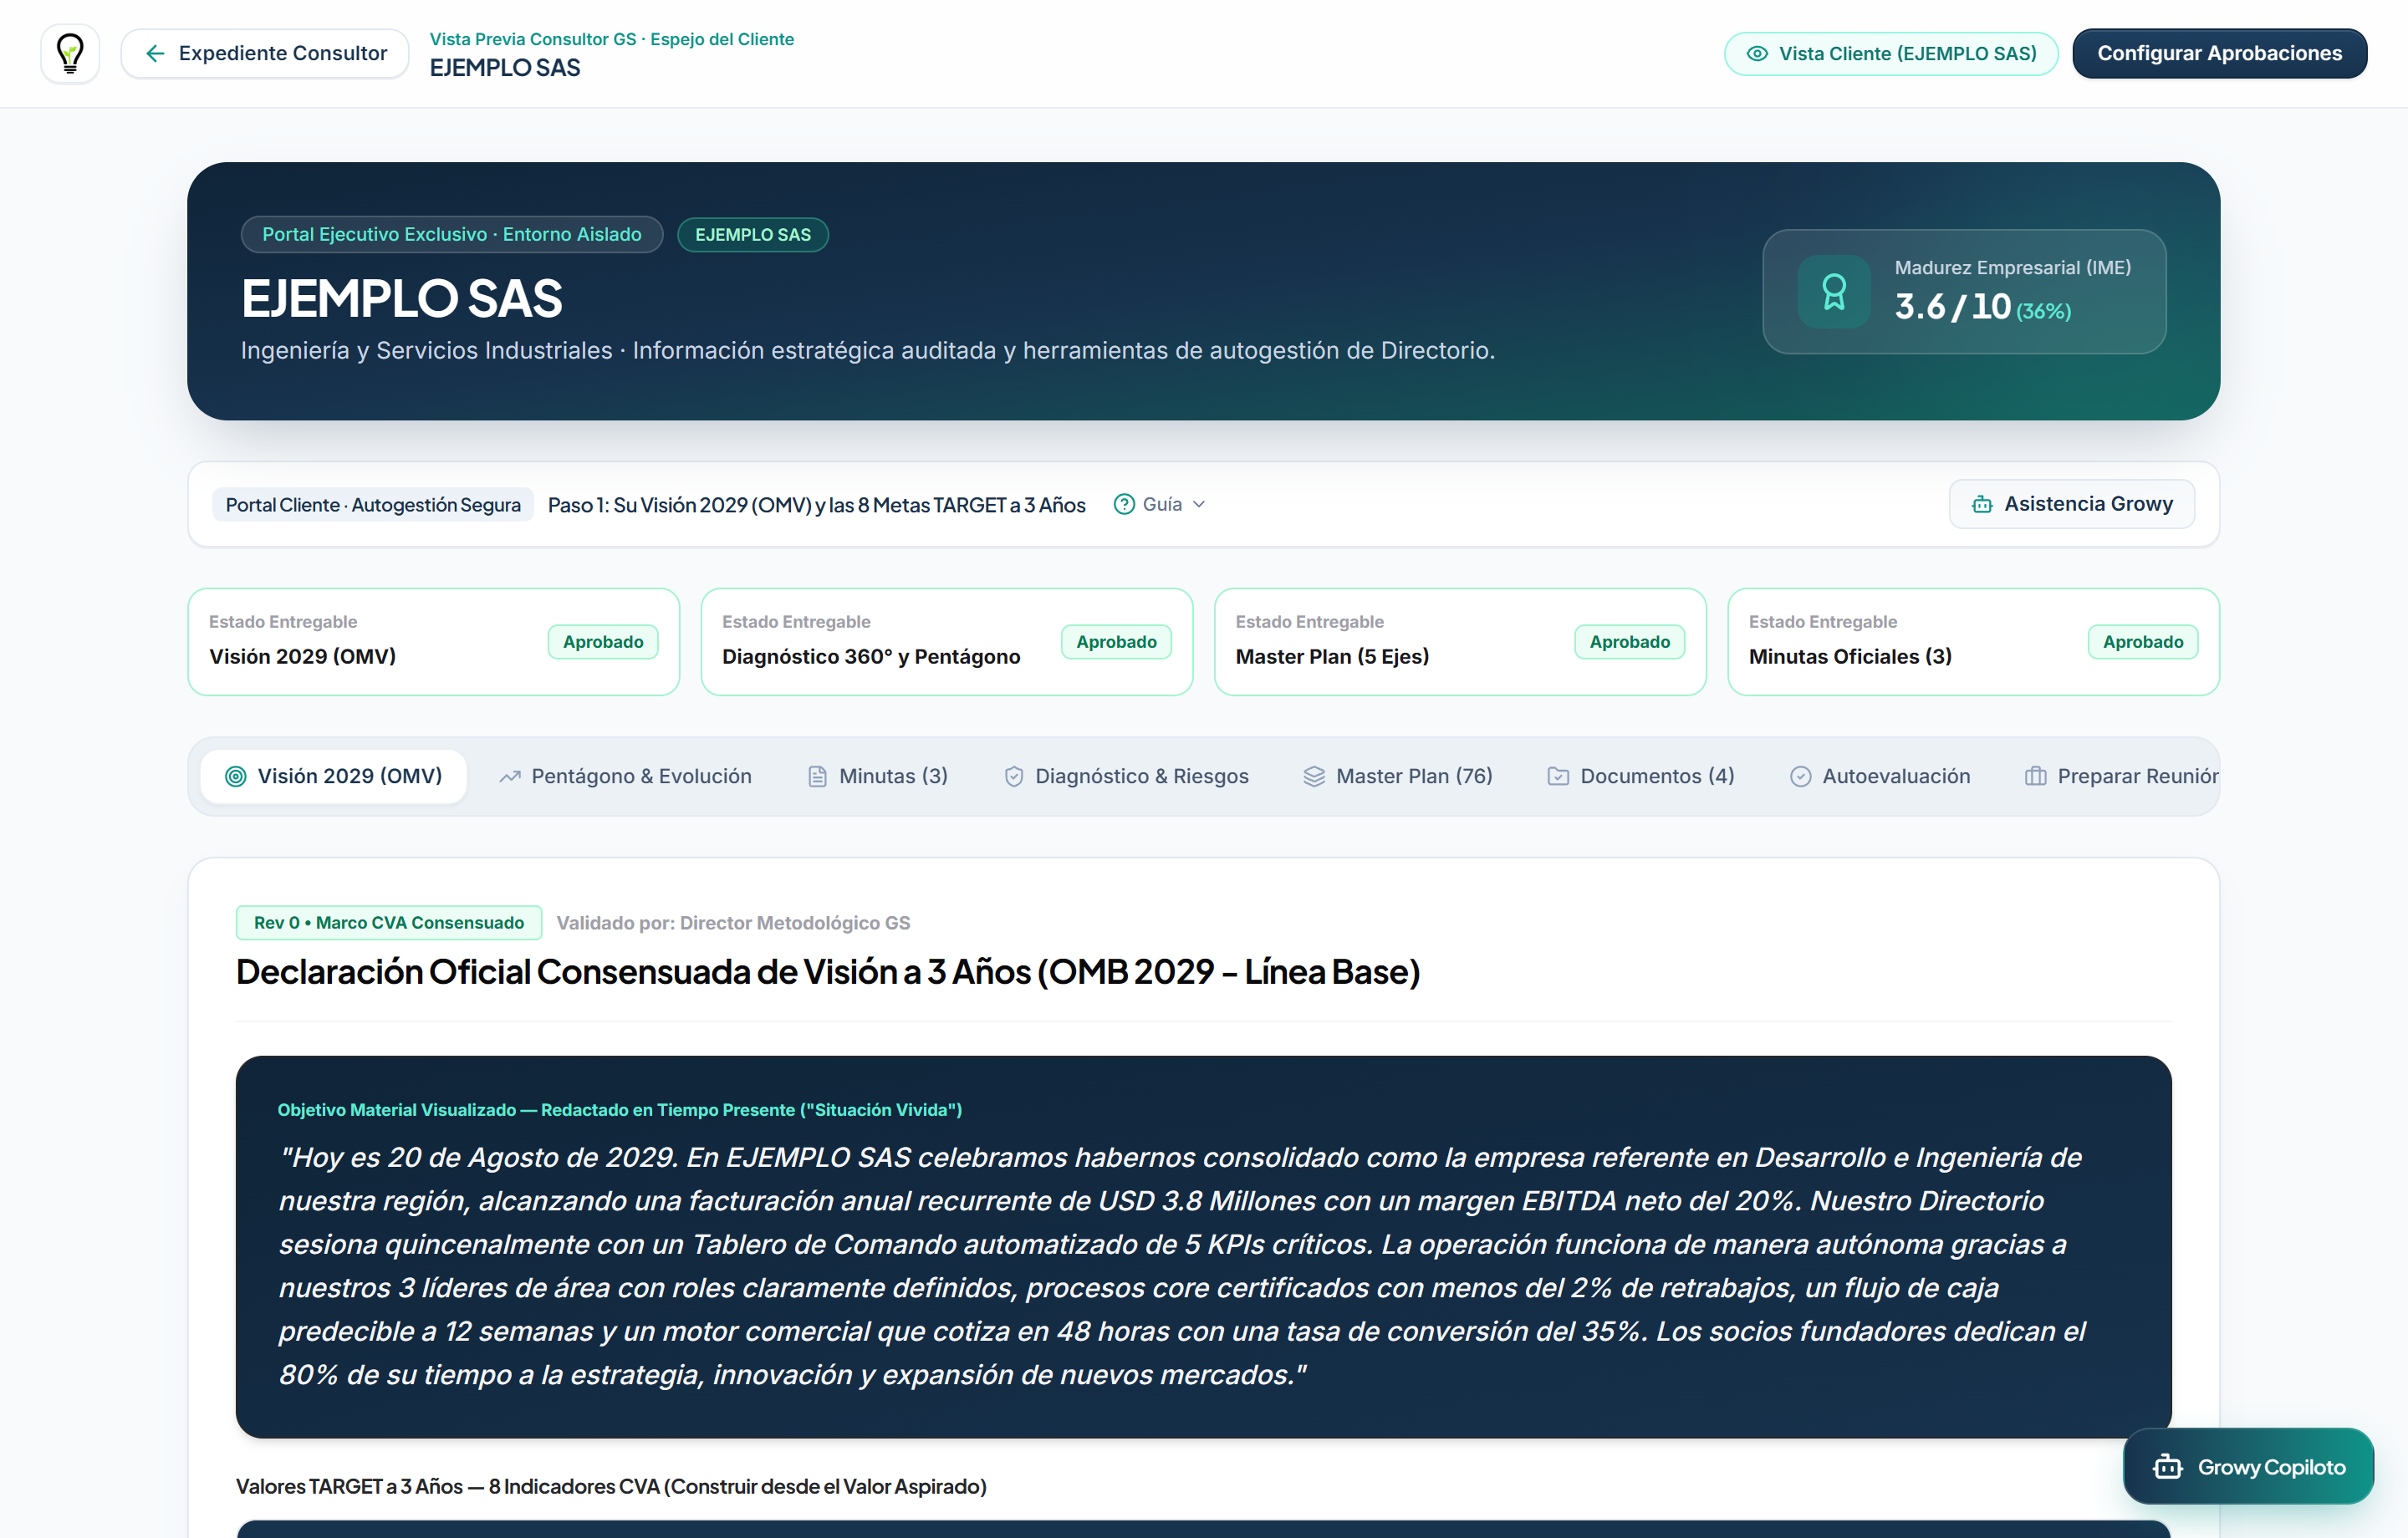 Expediente Consultor
Vista Previa Consultor GS · Espejo del Cliente
EJEMPLO SAS
Vista Cliente (EJEMPLO SAS)
Configurar Aprobaciones
Portal Ejecutivo Exclusivo · Entorno Aislado
EJEMPLO SAS
EJEMPLO SAS
Ingeniería y Servicios Industriales · Información estratégica auditada y herramientas de autogestión de Directorio.
Madurez Empresarial (IME)
3.6 / 10 (36%)
Portal Cliente · Autogestión Segura
Paso 1: Su Visión 2029 (OMV) y las 8 Metas TARGET a 3 Años
Guía
Asistencia Growy
Estado Entregable
Visión 2029 (OMV)
Aprobado
Estado Entregable
Diagnóstico 360° y Pentágono
Aprobado
Estado Entregable
Master Plan (5 Ejes)
Aprobado
Estado Entregable
Minutas Oficiales (3)
Aprobado
Visión 2029 (OMV)
Pentágono & Evolución
Minutas (3)
Diagnóstico & Riesgos
Master Plan (76)
Documentos (4)
Autoevaluación
Preparar Reunión
Rev 0 • Marco CVA Consensuado
Validado por: Director Metodológico GS
Declaración Oficial Consensuada de Visión a 3 Años (OMB 2029 – Línea Base)
Objetivo Material Visualizado — Redactado en Tiempo Presente ("Situación Vivida")
"Hoy es 20 de Agosto de 2029. En EJEMPLO SAS celebramos habernos consolidado como la empresa referente en Desarrollo e Ingeniería de
nuestra región, alcanzando una facturación anual recurrente de USD 3.8 Millones con un margen EBITDA neto del 20%. Nuestro Directorio
sesiona quincenalmente con un Tablero de Comando automatizado de 5 KPIs críticos. La operación funciona de manera autónoma gracias a
nuestros 3 líderes de área con roles claramente definidos, procesos core certificados con menos del 2% de retrabajos, un flujo de caja
predecible a 12 semanas y un motor comercial que cotiza en 48 horas con una tasa de conversión del 35%. Los socios fundadores dedican el
80% de su tiempo a la estrategia, innovación y expansión de nuevos mercados."
Growy Copiloto
Valores TARGET a 3 Años — 8 Indicadores CVA (Construir desde el Valor Aspirado)